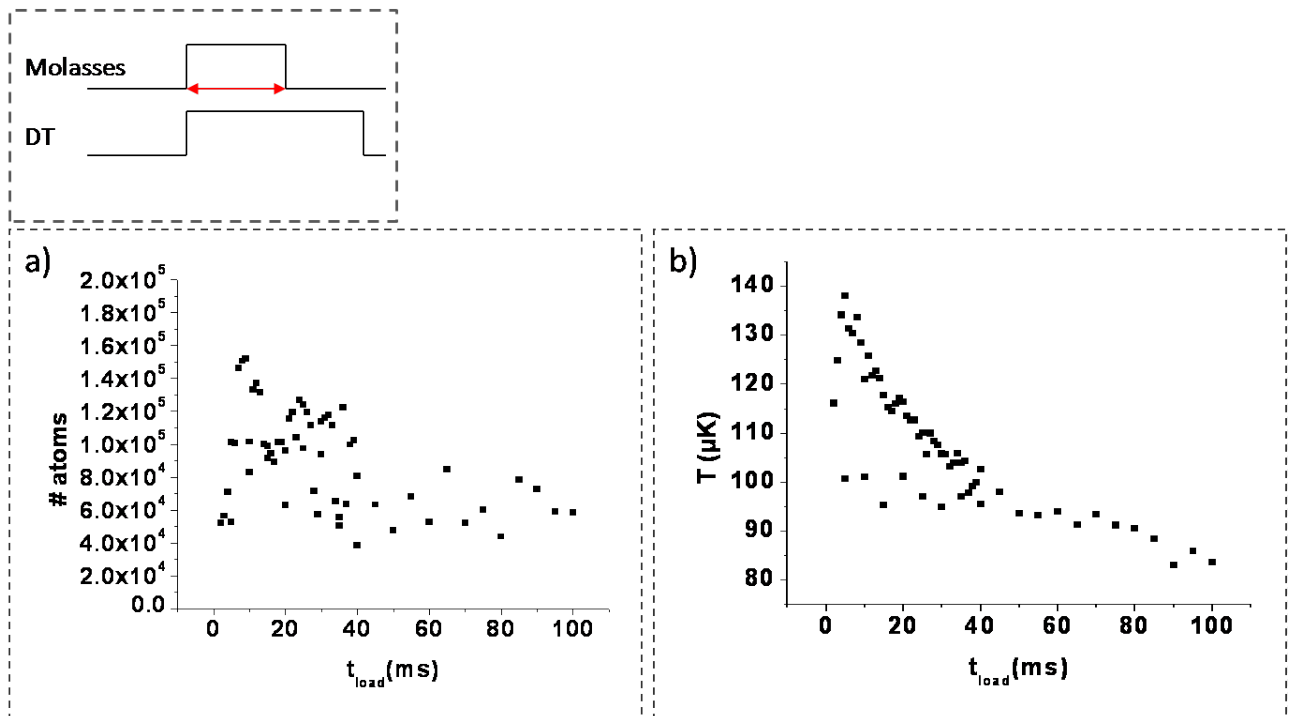 Molasses
DT
a)
2.0x10⁵
1.8x10⁵
1.6x10⁵
1.4x10⁵
1.2x10⁵
1.0x10⁵
8.0x10⁴
6.0x10⁴
4.0x10⁴
2.0x10⁴
0.0
# atoms
0 20 40 60 80 100
t_load(ms)
b)
140
130
120
110
100
90
80
T (µK)
0 20 40 60 80 100
t_load(ms)